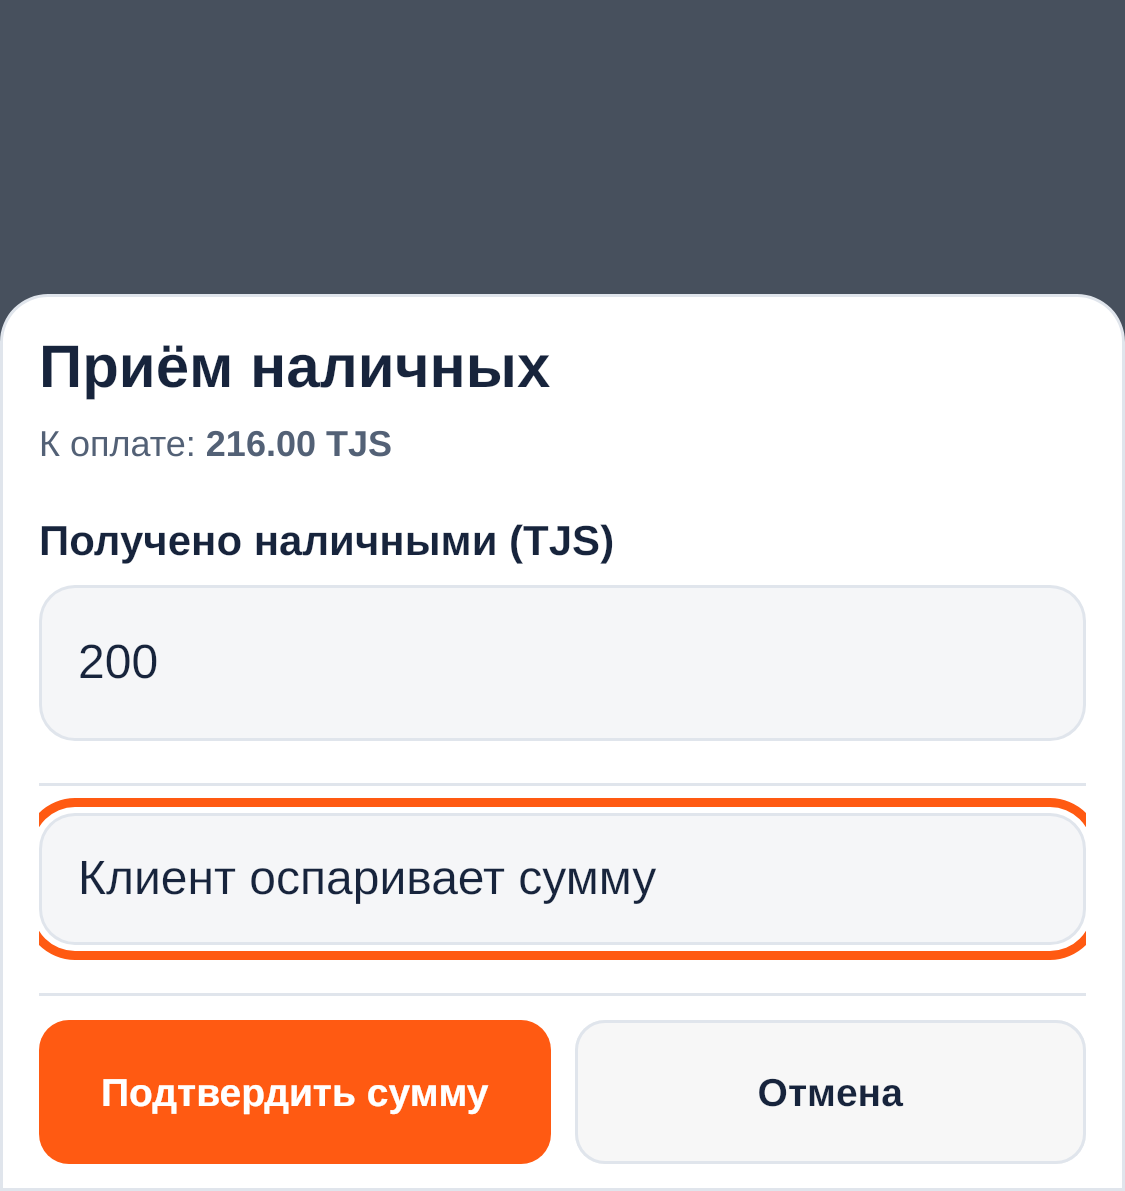 Приём наличных
К оплате: 216.00 TJS
Получено наличными (TJS)
200
Клиент оспаривает сумму
Подтвердить сумму
Отмена